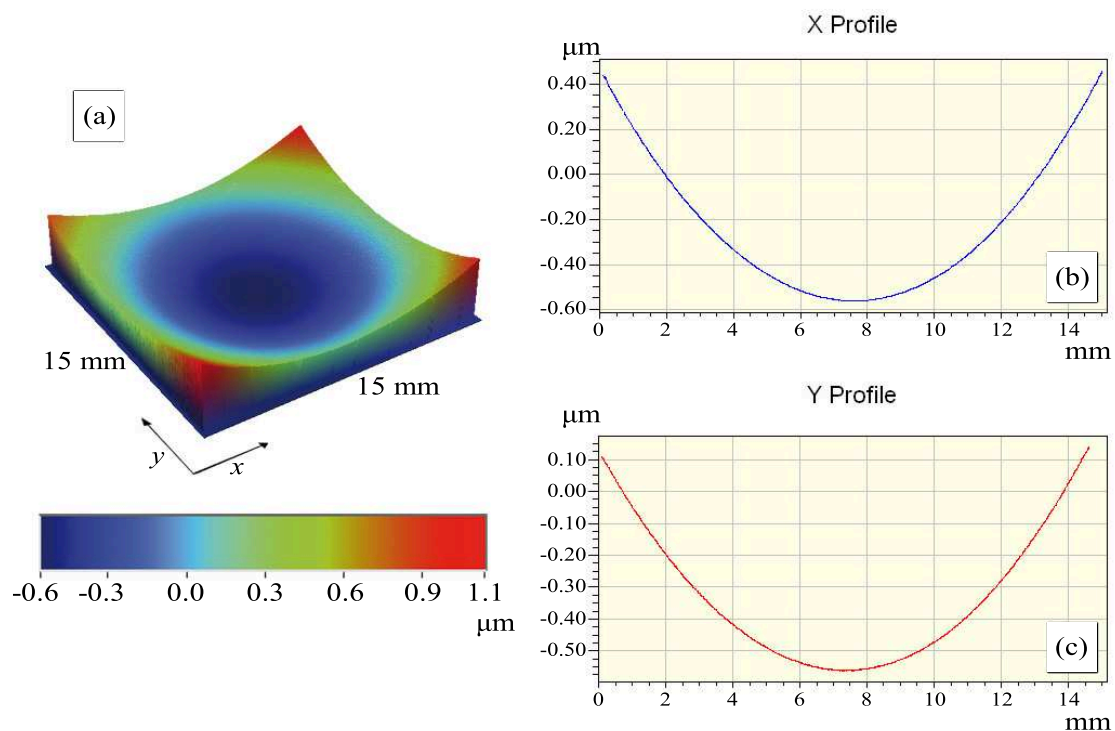 (a)
15 mm
15 mm
y
x
-0.6 -0.3 0.0 0.3 0.6 0.9 1.1
μm
X Profile
μm
0.40
0.20
0.00
-0.20
-0.40
-0.60
(b)
0 2 4 6 8 10 12 14
mm
Y Profile
μm
0.10
0.00
-0.10
-0.20
-0.30
-0.40
-0.50
(c)
0 2 4 6 8 10 12 14
mm